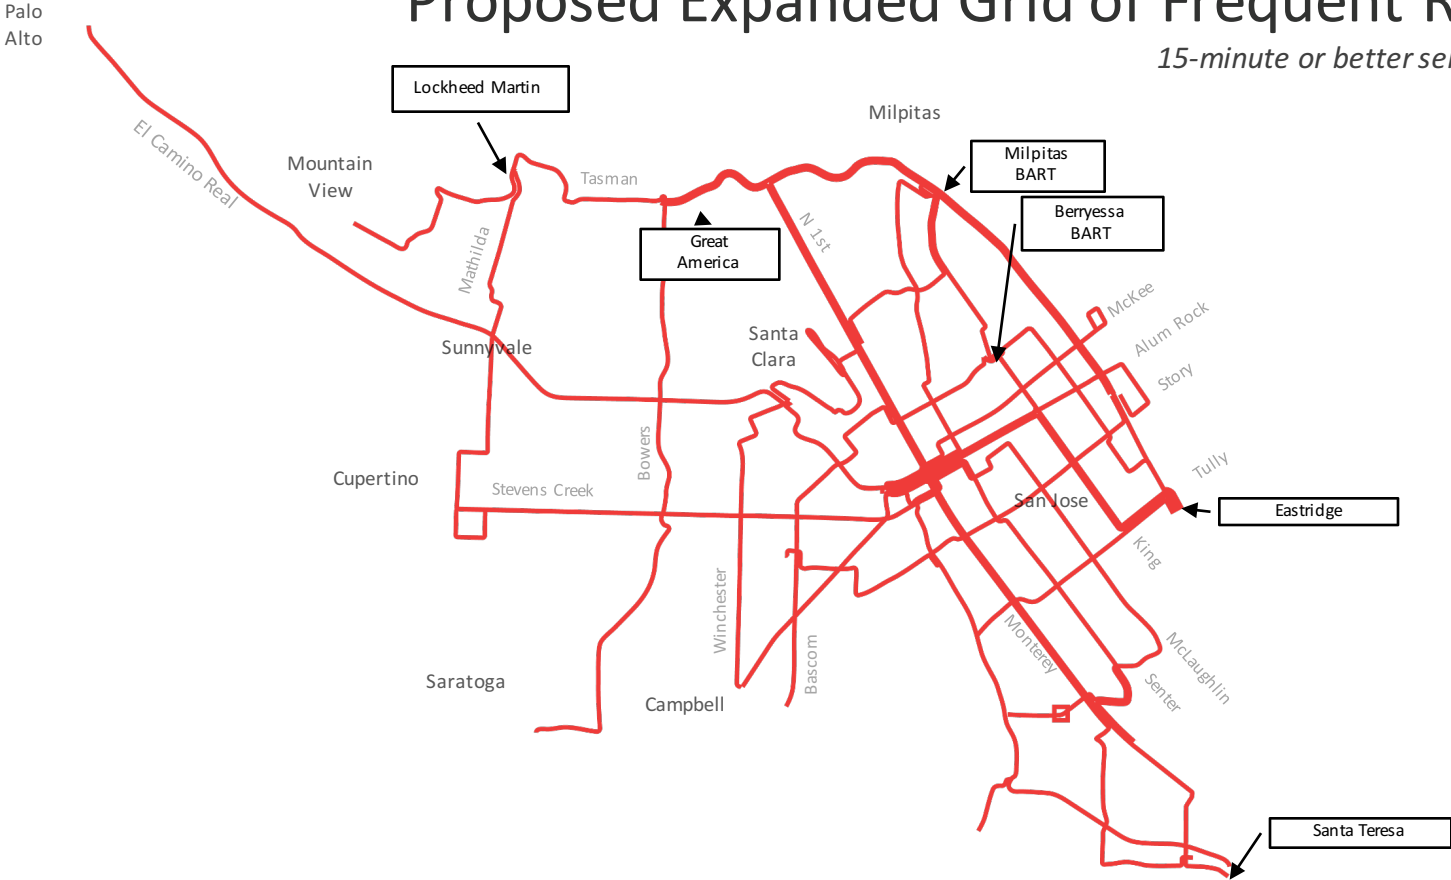 Proposed Expanded Grid of Frequent R
15-minute or better se
Palo
Alto
Lockheed Martin
Milpitas
El Camino Real
Mountain
View
Tasman
Milpitas
BART
Berryessa
BART
N 1st
Great
America
Mathilda
McKee
Alum Rock
Santa
Clara
Sunnyvale
Story
Bowers
Tully
Cupertino
Stevens Creek
San Jose
Eastridge
King
Winchester
Bascom
Monterey
McLaughlin
Senter
Saratoga
Campbell
Santa Teresa